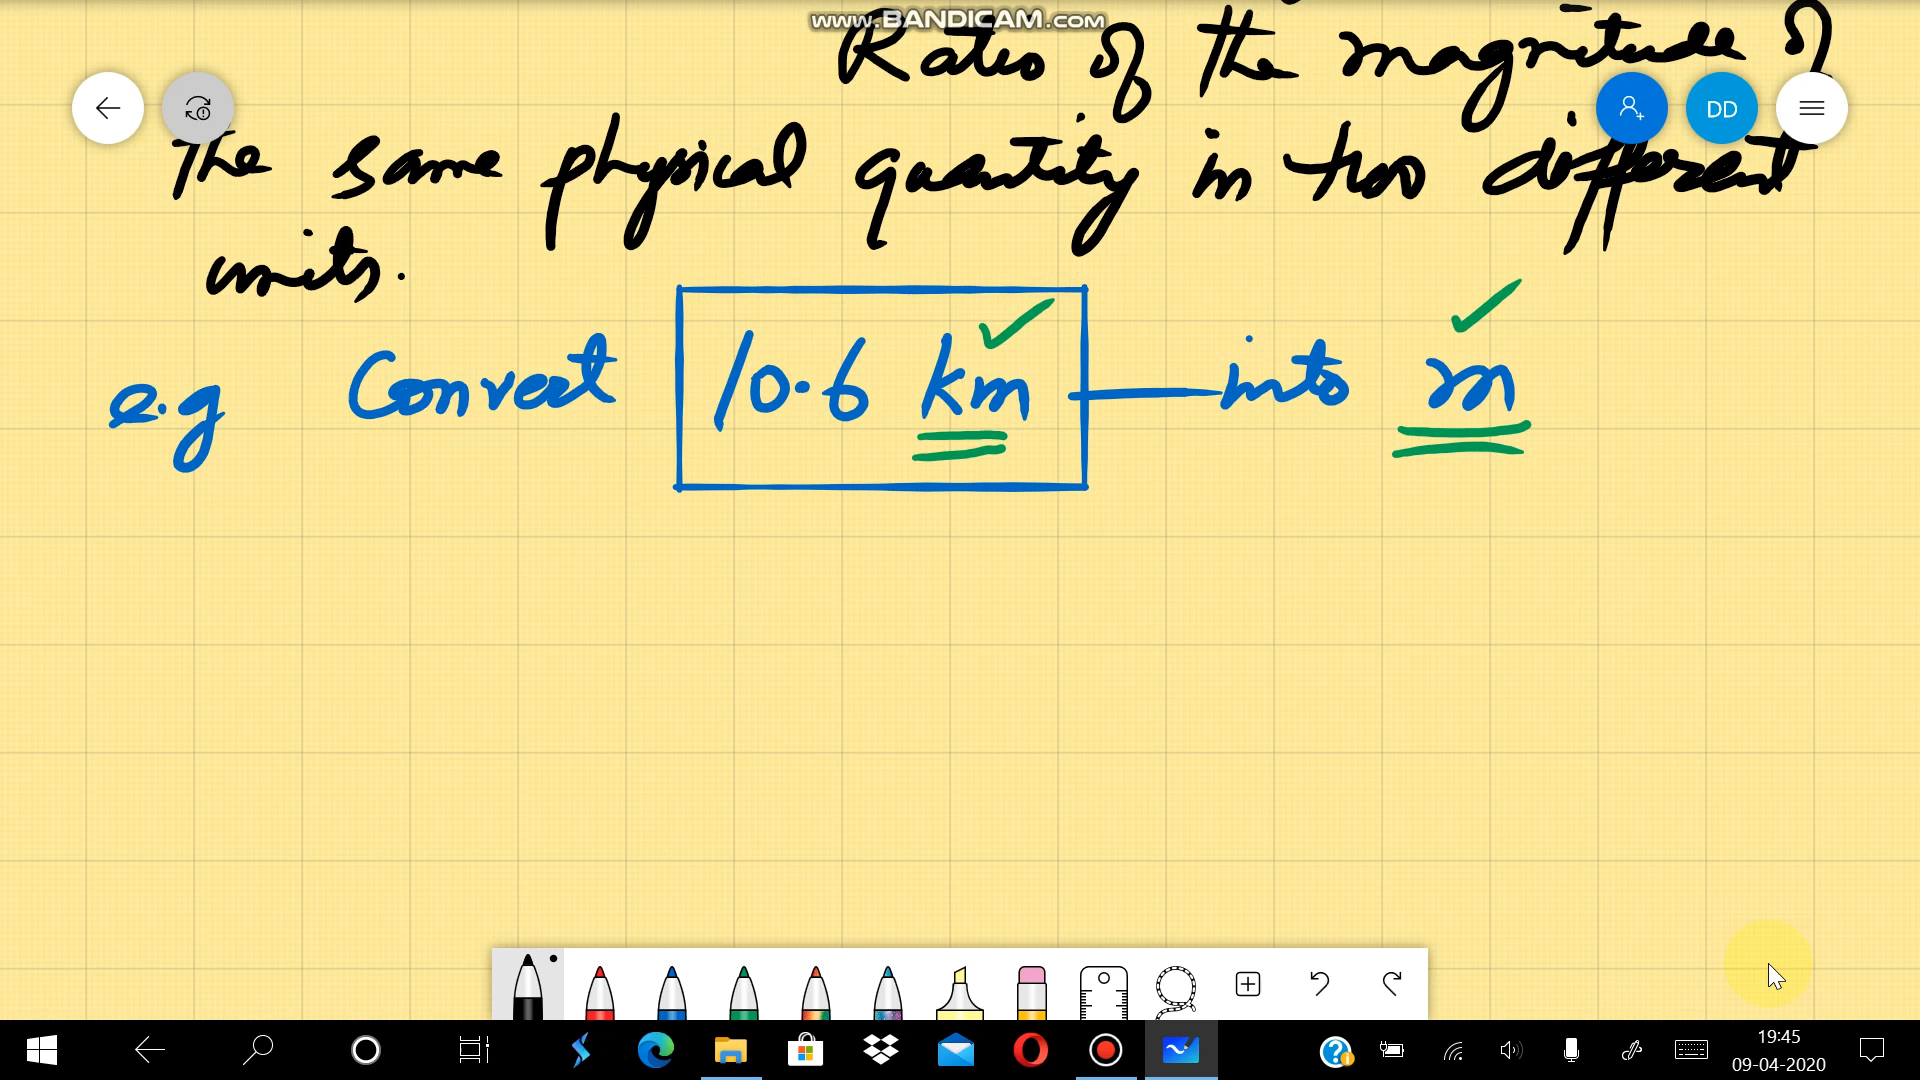 www.BANDICAM.com
Ratio of the magnitude of
DD
the same physical quantity in two different
units.
e.g Convert 10.6 km into m
19:45
09-04-2020